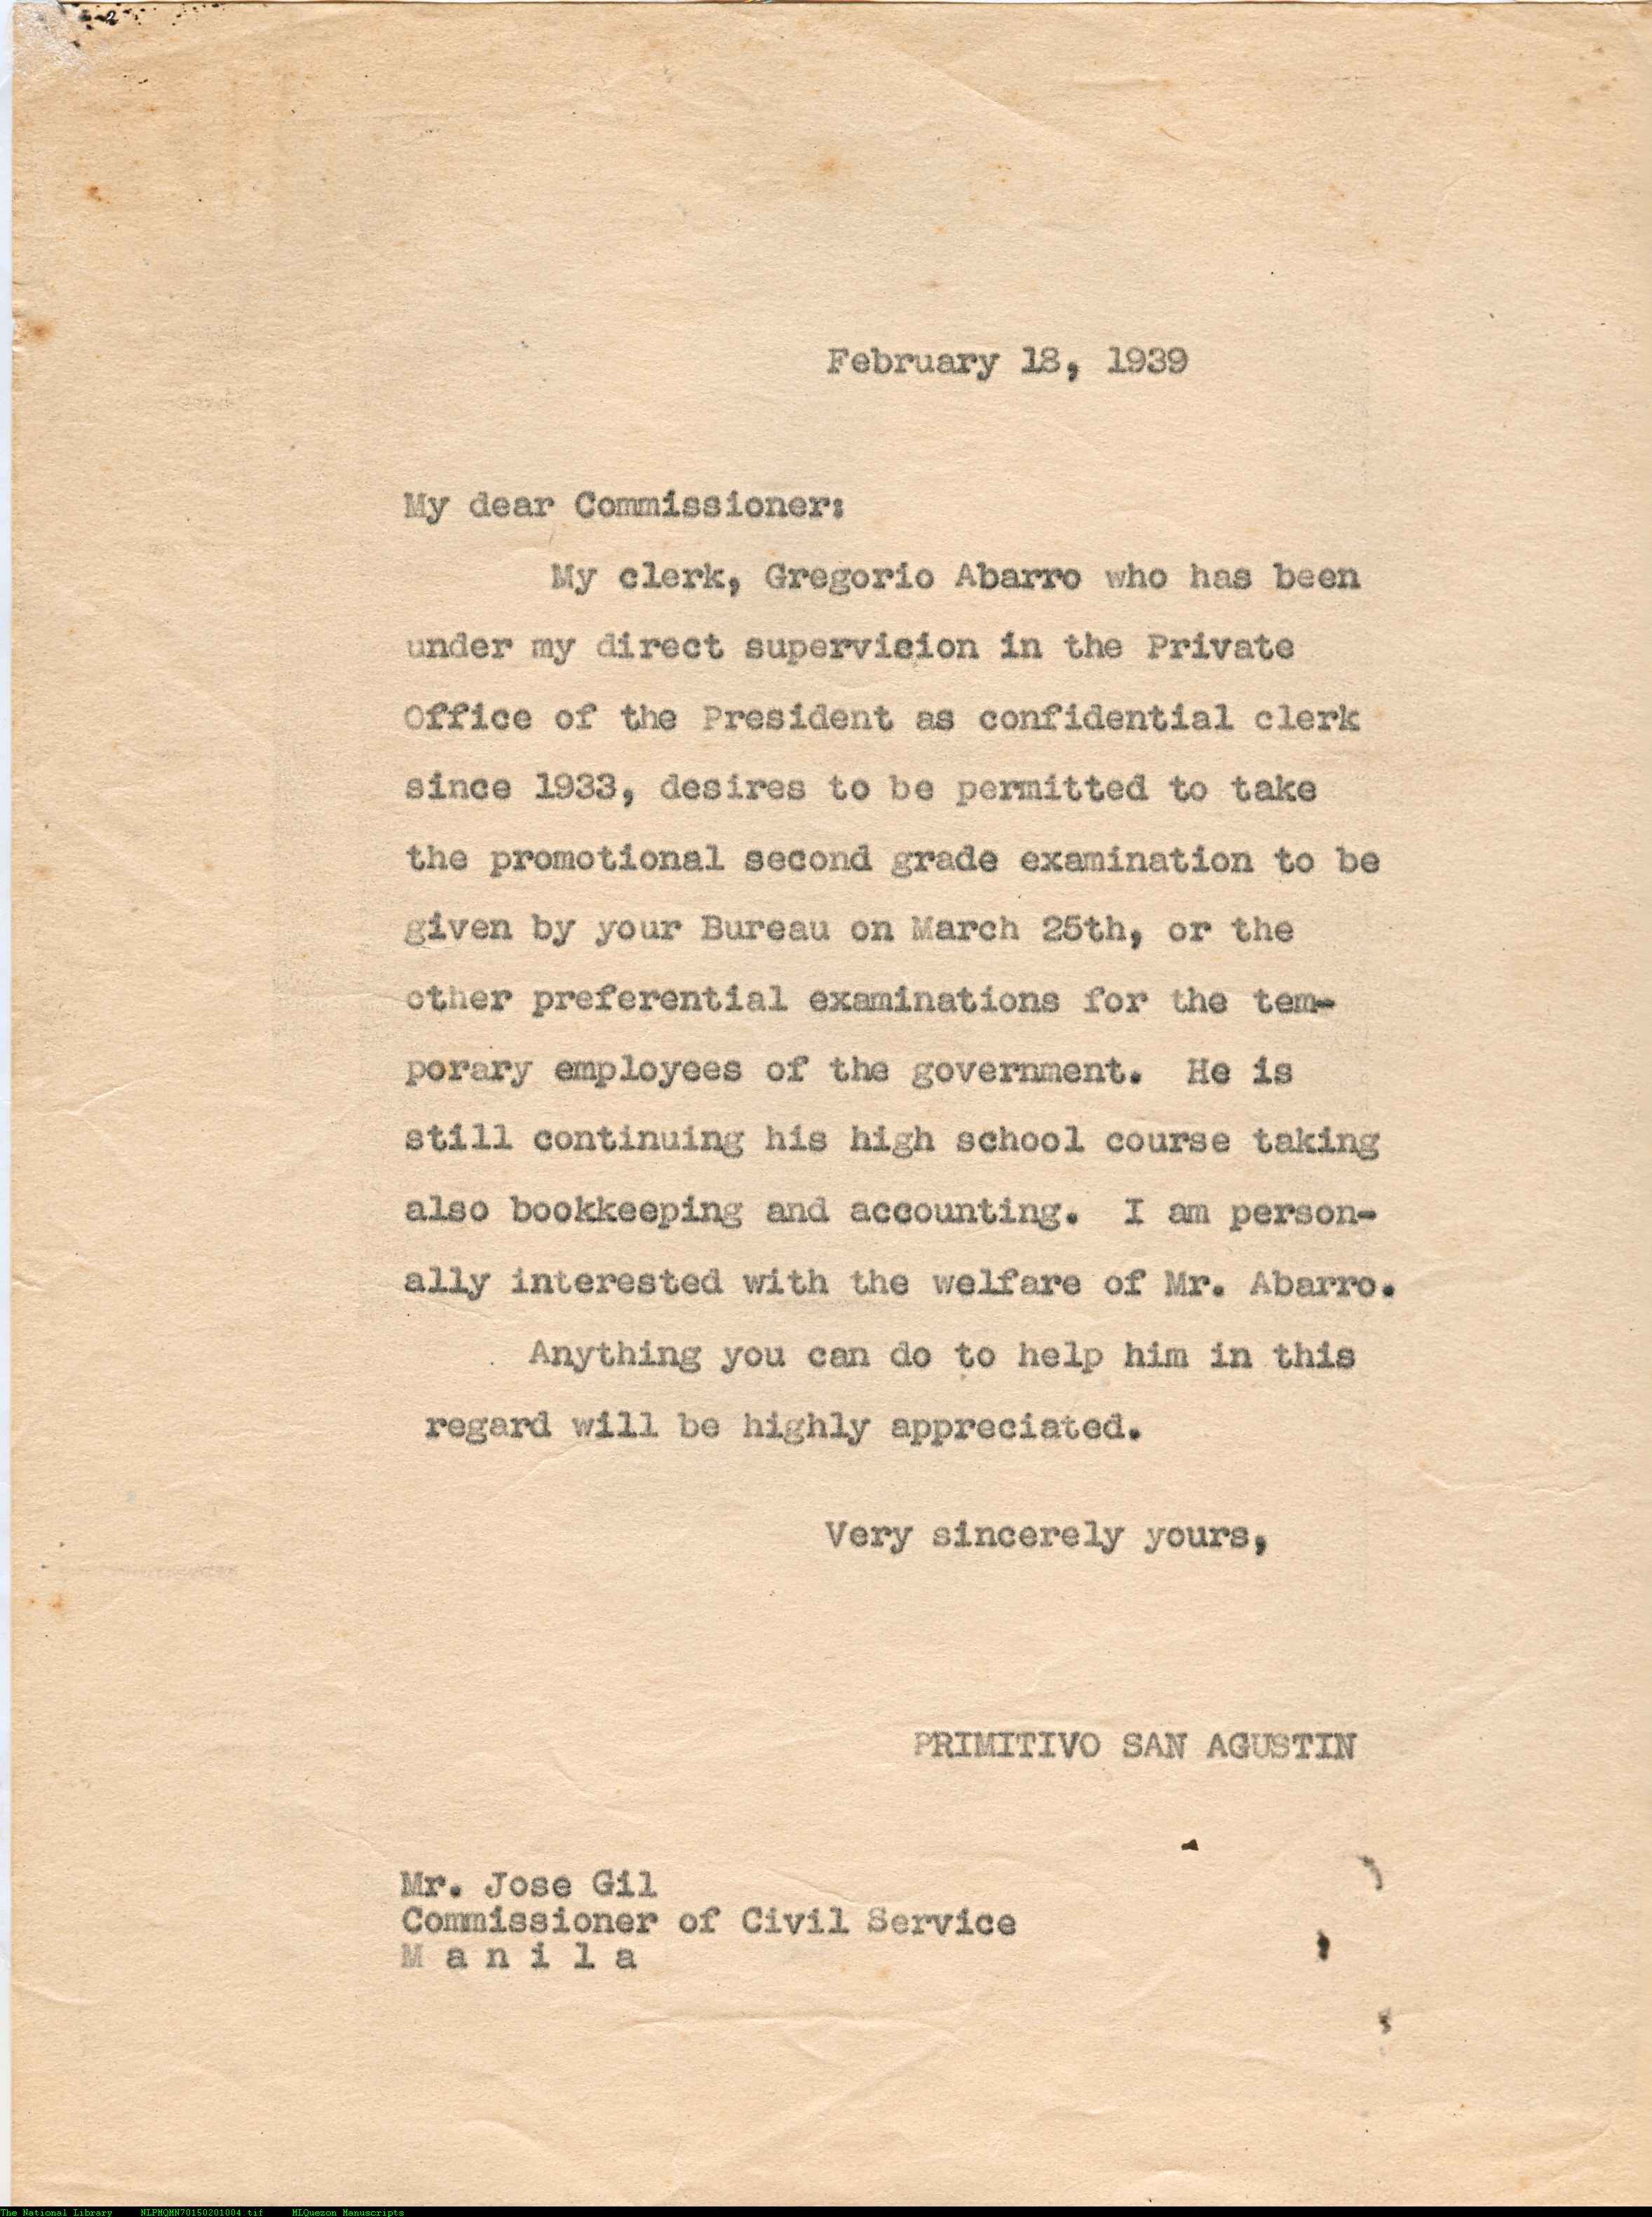 February 18, 1939
My dear Commissioner:
My clerk, Gregorio Abarro who has been
under my direct supervision in the Private
Office of the President as confidential clerk
since 1933, desires to be permitted to take
the promotional second grade examination to be
given by your Bureau on March 25th, or the
other preferential examinations for the tem-
porary employees of the government. He is
still continuing his high school course taking
also bookkeeping and accounting. I am person-
ally interested with the welfare of Mr. Abarro.
Anything you can do to help him in this
regard will be highly appreciated.
Very sincerely yours,
PRIMITIVO SAN AGUSTIN
Mr. Jose Gil
Commissioner of Civil Service
M a n i l a
The National Library NLPMQMN70150201004.tif MLQuezon Manuscripts